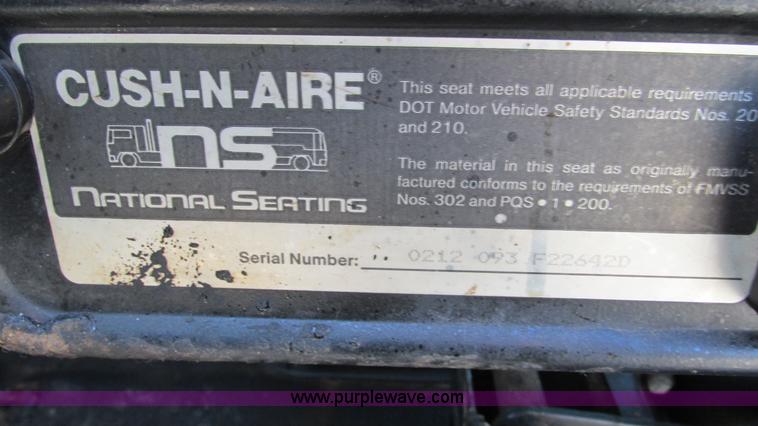 CUSH-N-AIRE®
ns
NATIONAL SEATING
This seat meets all applicable requirements
DOT Motor Vehicle Safety Standards Nos. 20
and 210.
The material in this seat as originally manu-
factured conforms to the requirements of FMVSS
Nos. 302 and PQS • 1 • 200.
Serial Number: 0212 093 F22642D
www.purplewave.com